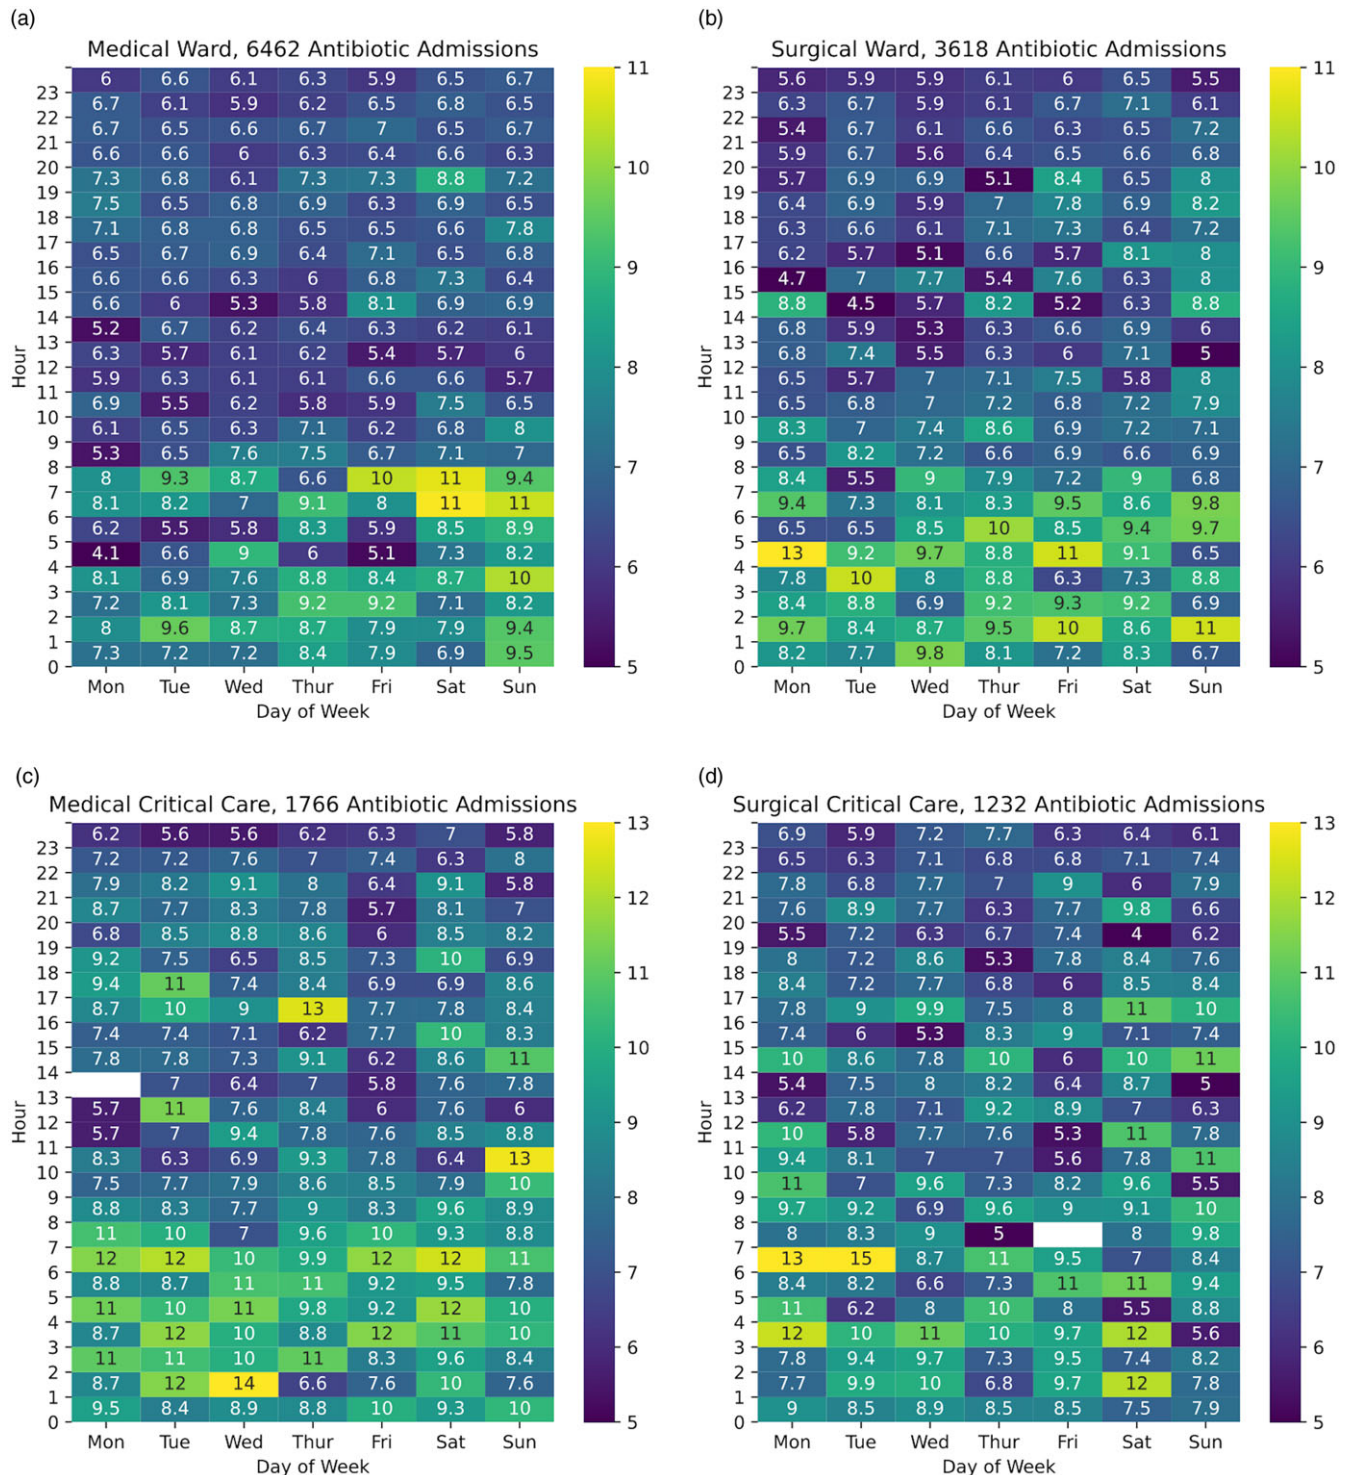 (a)
Medical Ward, 6462 Antibiotic Admissions
Hour
23 6 6.6 6.1 6.3 5.9 6.5 6.7
22 6.7 6.1 5.9 6.2 6.5 6.8 6.5
21 6.7 6.5 6.6 6.7 7 6.5 6.7
20 6.6 6.6 6 6.3 6.4 6.6 6.3
19 7.3 6.8 6.1 7.3 7.3 8.8 7.2
18 7.5 6.5 6.8 6.9 6.3 6.9 6.5
17 7.1 6.8 6.8 6.5 6.5 6.6 7.8
16 6.5 6.7 6.9 6.4 7.1 6.5 6.8
15 6.6 6.6 6.3 6 6.8 7.3 6.4
14 6.6 6 5.3 5.8 8.1 6.9 6.9
13 5.2 6.7 6.2 6.4 6.3 6.2 6.1
12 6.3 5.7 6.1 6.2 5.4 5.7 6
11 5.9 6.3 6.1 6.1 6.6 6.6 5.7
10 6.9 5.5 6.2 5.8 5.9 7.5 6.5
9 6.1 6.5 6.3 7.1 6.2 6.8 8
8 5.3 6.5 7.6 7.5 6.7 7.1 7
7 8 9.3 8.7 6.6 10 11 9.4
6 8.1 8.2 7 9.1 8 11 11
5 6.2 5.5 5.8 8.3 5.9 8.5 8.9
4 4.1 6.6 9 6 5.1 7.3 8.2
3 8.1 6.9 7.6 8.8 8.4 8.7 10
2 7.2 8.1 7.3 9.2 9.2 7.1 8.2
1 8 9.6 8.7 8.7 7.9 7.9 9.4
0 7.3 7.2 7.2 8.4 7.9 6.9 9.5
Mon Tue Wed Thur Fri Sat Sun
Day of Week
11
10
9
8
7
6
5
(b)
Surgical Ward, 3618 Antibiotic Admissions
Hour
23 5.6 5.9 5.9 6.1 6 6.5 5.5
22 6.3 6.7 5.9 6.1 6.7 7.1 6.1
21 5.4 6.7 6.1 6.6 6.3 6.5 7.2
20 5.9 6.7 5.6 6.4 6.5 6.6 6.8
19 5.7 6.9 6.9 5.1 8.4 6.5 8
18 6.4 6.9 5.9 7 7.8 6.9 8.2
17 6.3 6.6 6.1 7.1 7.3 6.4 7.2
16 6.2 5.7 5.1 6.6 5.7 8.1 8
15 4.7 7 7.7 5.4 7.6 6.3 8
14 8.8 4.5 5.7 8.2 5.2 6.3 8.8
13 6.8 5.9 5.3 6.3 6.6 6.9 6
12 6.8 7.4 5.5 6.3 6 7.1 5
11 6.5 5.7 7 7.1 7.5 5.8 8
10 6.5 6.8 7 7.2 6.8 7.2 7.9
9 8.3 7 7.4 8.6 6.9 7.2 7.1
8 6.5 8.2 7.2 6.6 6.9 6.6 6.9
7 8.4 5.5 9 7.9 7.2 9 6.8
6 9.4 7.3 8.1 8.3 9.5 8.6 9.8
5 6.5 6.5 8.5 10 8.5 9.4 9.7
4 13 9.2 9.7 8.8 11 9.1 6.5
3 7.8 10 8 8.8 6.3 7.3 8.8
2 8.4 8.8 6.9 9.2 9.3 9.2 6.9
1 9.7 8.4 8.7 9.5 10 8.6 11
0 8.2 7.7 9.8 8.1 7.2 8.3 6.7
Mon Tue Wed Thur Fri Sat Sun
Day of Week
11
10
9
8
7
6
5
(c)
Medical Critical Care, 1766 Antibiotic Admissions
Hour
23 6.2 5.6 5.6 6.2 6.3 7 5.8
22 7.2 7.2 7.6 7 7.4 6.3 8
21 7.9 8.2 9.1 8 6.4 9.1 5.8
20 8.7 7.7 8.3 7.8 5.7 8.1 7
19 6.8 8.5 8.8 8.6 6 8.5 8.2
18 9.2 7.5 6.5 8.5 7.3 10 6.9
17 9.4 11 7.4 8.4 6.9 6.9 8.6
16 8.7 10 9 13 7.7 7.8 8.4
15 7.4 7.4 7.1 6.2 7.7 10 8.3
14 7.8 7.8 7.3 9.1 6.2 8.6 11
13 7 6.4 7 5.8 7.6 7.8
12 5.7 11 7.6 8.4 6 7.6 6
11 5.7 7 9.4 7.8 7.6 8.5 8.8
10 8.3 6.3 6.9 9.3 7.8 6.4 13
9 7.5 7.7 7.9 8.6 8.5 7.9 10
8 8.8 8.3 7.7 9 8.3 9.6 8.9
7 11 10 7 9.6 10 9.3 8.8
6 12 12 10 9.9 12 12 11
5 8.8 8.7 11 11 9.2 9.5 7.8
4 11 10 11 9.8 9.2 12 10
3 8.7 12 10 8.8 12 11 10
2 11 11 10 11 8.3 9.6 8.4
1 8.7 12 14 6.6 7.6 10 7.6
0 9.5 8.4 8.9 8.8 10 9.3 10
Mon Tue Wed Thur Fri Sat Sun
Day of Week
13
12
11
10
9
8
7
6
5
(d)
Surgical Critical Care, 1232 Antibiotic Admissions
Hour
23 6.9 5.9 7.2 7.7 6.3 6.4 6.1
22 6.5 6.3 7.1 6.8 6.8 7.1 7.4
21 7.8 6.8 7.7 7 9 6 7.9
20 7.6 8.9 7.7 6.3 7.7 9.8 6.6
19 5.5 7.2 6.3 6.7 7.4 4 6.2
18 8 7.2 8.6 5.3 7.8 8.4 7.6
17 8.4 7.2 7.7 6.8 6 8.5 8.4
16 7.8 9 9.9 7.5 8 11 10
15 7.4 6 5.3 8.3 9 7.1 7.4
14 10 8.6 7.8 10 6 10 11
13 5.4 7.5 8 8.2 6.4 8.7 5
12 6.2 7.8 7.1 9.2 8.9 7 6.3
11 10 5.8 7.7 7.6 5.3 11 7.8
10 9.4 8.1 7 7 5.6 7.8 11
9 11 7 9.6 7.3 8.2 9.6 5.5
8 9.7 9.2 6.9 9.6 9 9.1 10
7 8 8.3 9 5 8 9.8
6 13 15 8.7 11 9.5 7 8.4
5 8.4 8.2 6.6 7.3 11 11 9.4
4 11 6.2 8 10 8 5.5 8.8
3 12 10 11 10 9.7 12 5.6
2 7.8 9.4 9.7 7.3 9.5 7.4 8.2
1 7.7 9.9 10 6.8 9.7 12 7.8
0 9 8.5 8.9 8.5 8.5 7.5 7.9
Mon Tue Wed Thur Fri Sat Sun
Day of Week
13
12
11
10
9
8
7
6
5